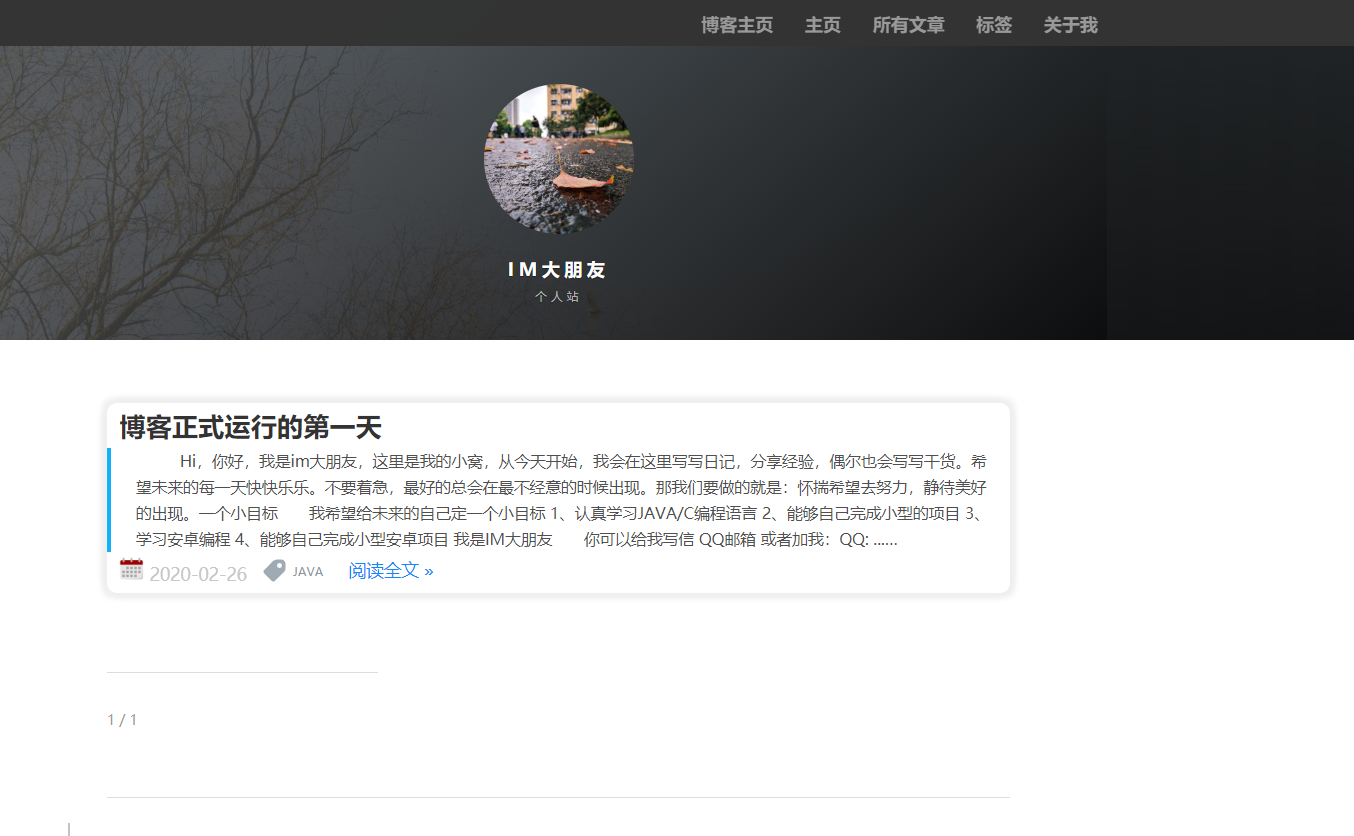 博客主页 主页 所有文章 标签 关于我
IM大朋友
个人站
博客正式运行的第一天
Hi，你好，我是im大朋友，这里是我的小窝，从今天开始，我会在这里写写日记，分享经验，偶尔也会写写干货。希
望未来的每一天快快乐乐。不要着急，最好的总会在最不经意的时候出现。那我们要做的就是：怀揣希望去努力，静待美好
的出现。一个小目标　　我希望给未来的自己定一个小目标 1、认真学习JAVA/C编程语言 2、能够自己完成小型的项目 3、
学习安卓编程 4、能够自己完成小型安卓项目 我是IM大朋友　　你可以给我写信 QQ邮箱 或者加我：QQ: ......
2020-02-26 JAVA 阅读全文 »
1 / 1
|